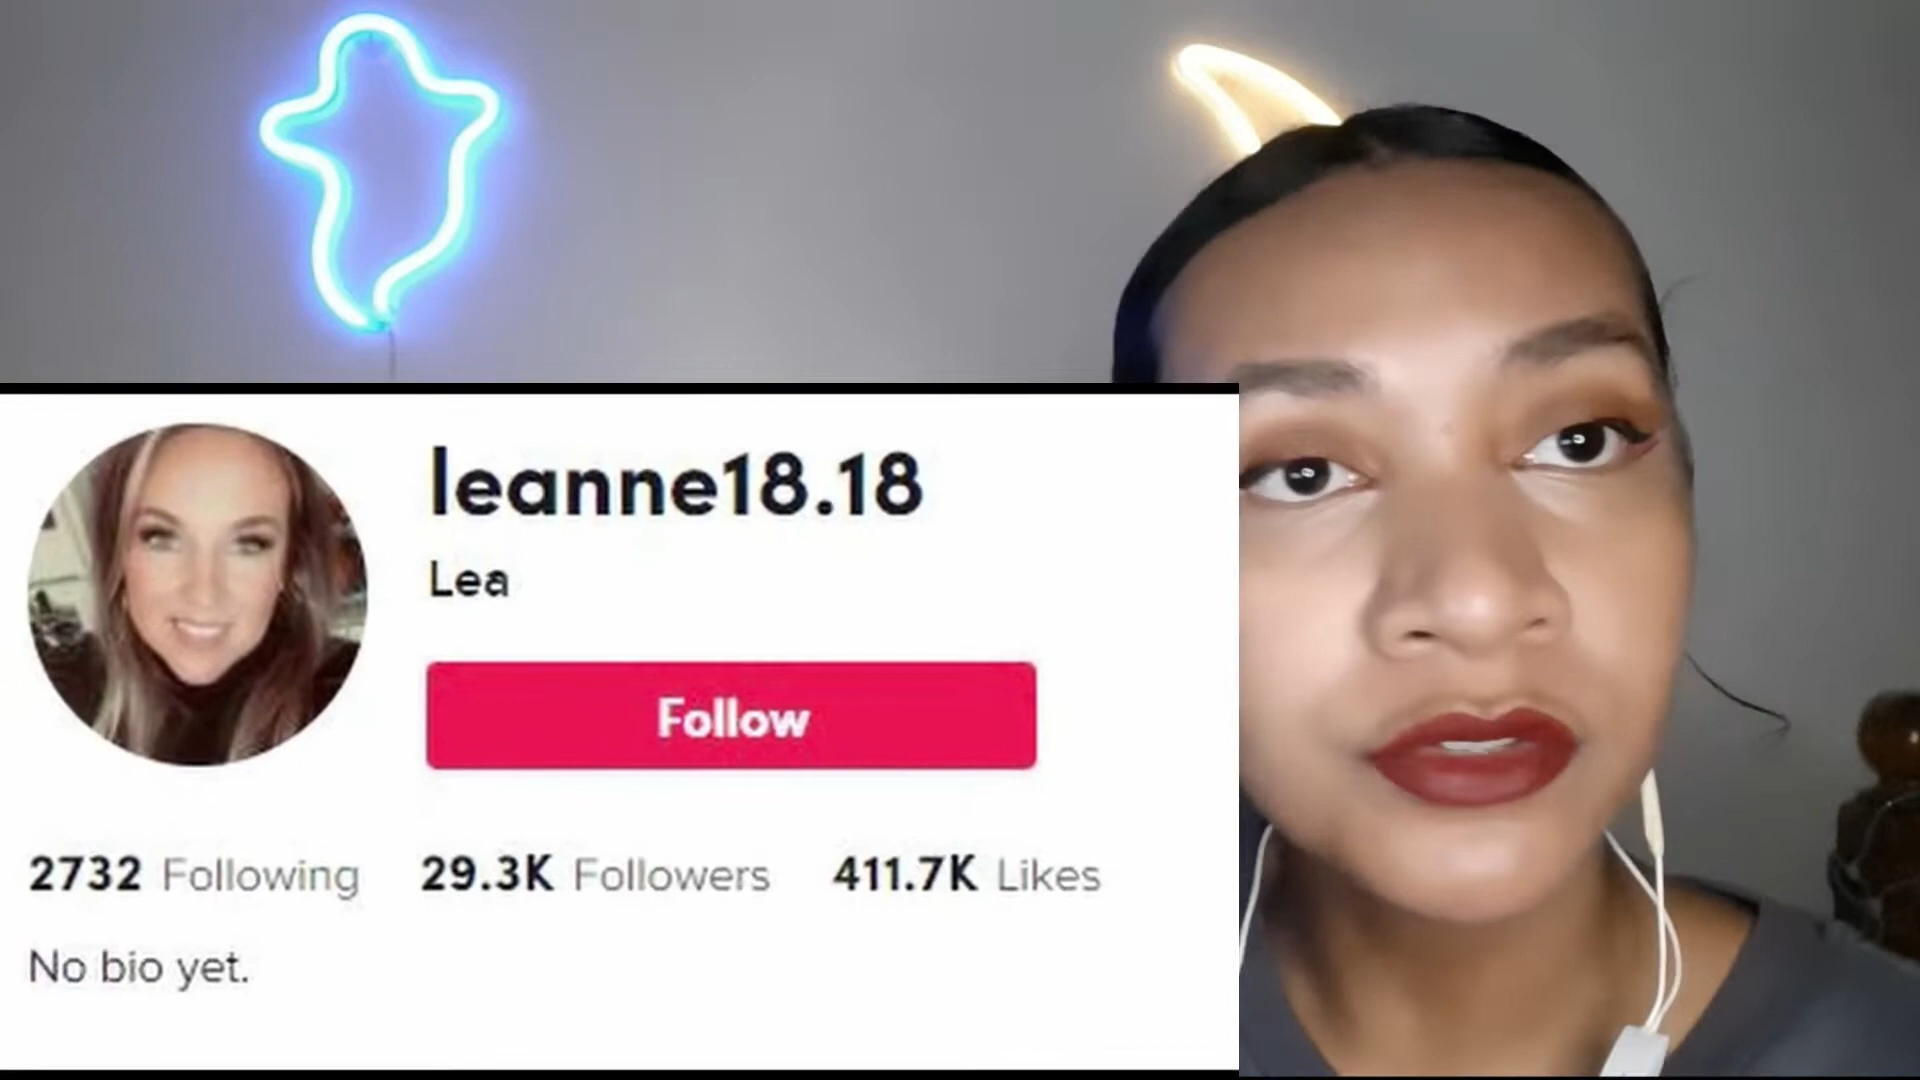 leanne18.18
Lea
Follow
2732 Following 29.3K Followers 411.7K Likes
No bio yet.